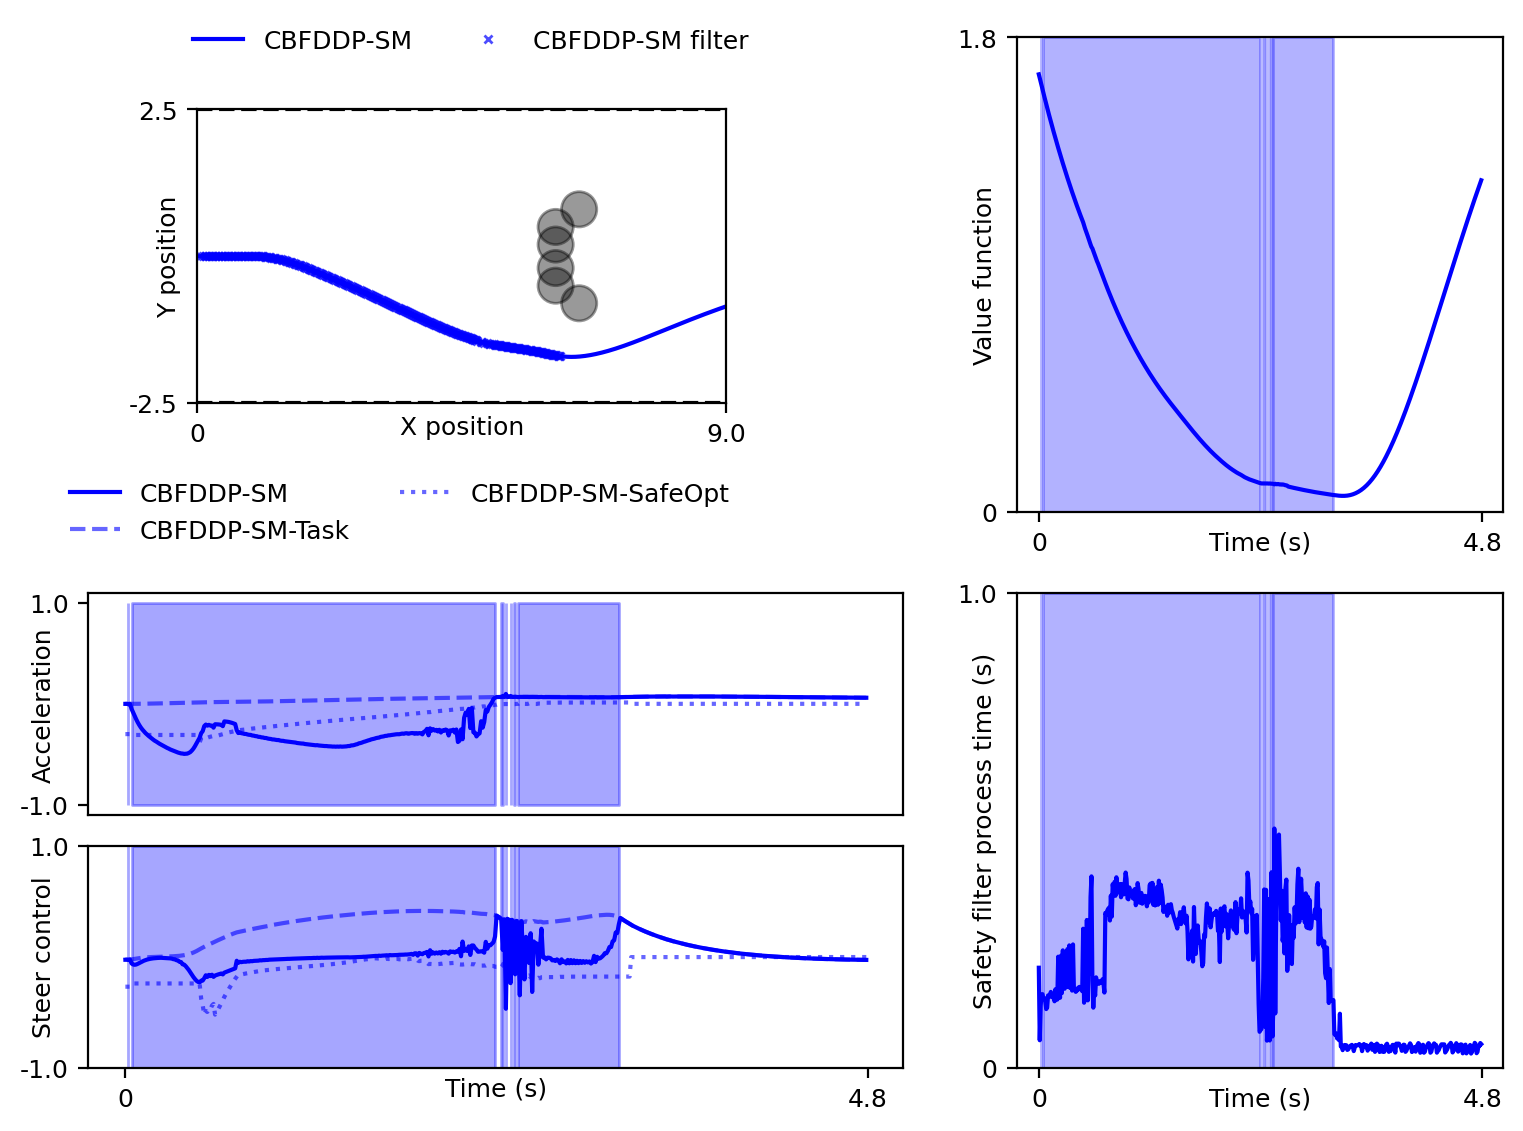 CBFDDP-SM
CBFDDP-SM filter
2.5
Y position
-2.5
0
X position
9.0
1.8
Value function
0
0
Time (s)
4.8
CBFDDP-SM
CBFDDP-SM-SafeOpt
CBFDDP-SM-Task
1.0
Acceleration
-1.0
1.0
Steer control
-1.0
0
Time (s)
4.8
1.0
Safety filter process time (s)
0
0
Time (s)
4.8